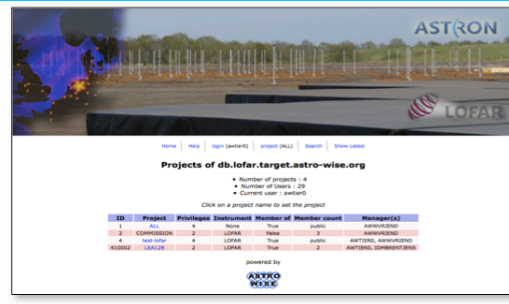 ASTRON
LOFAR
Home Help login (awtier0) project (ALL) Search Show Latest
Projects of db.lofar.target.astro-wise.org
• Number of projects : 4
• Number of Users : 29
• Current user : awtier0
Click on a project name to set the project
ID Project Privileges Instrument Member of Member count Manager(s)
1 ALL 4 None True public AWWVRIEND
2 COMMISSION 2 LOFAR False 3 AWWVRIEND
4 test-lofar 4 LOFAR True public AWTIER0, AWWVRIEND
410002 LEA128 2 LOFAR True 2 AWTIER0, IDMBRENTJENS
powered by
ASTRO
WISE